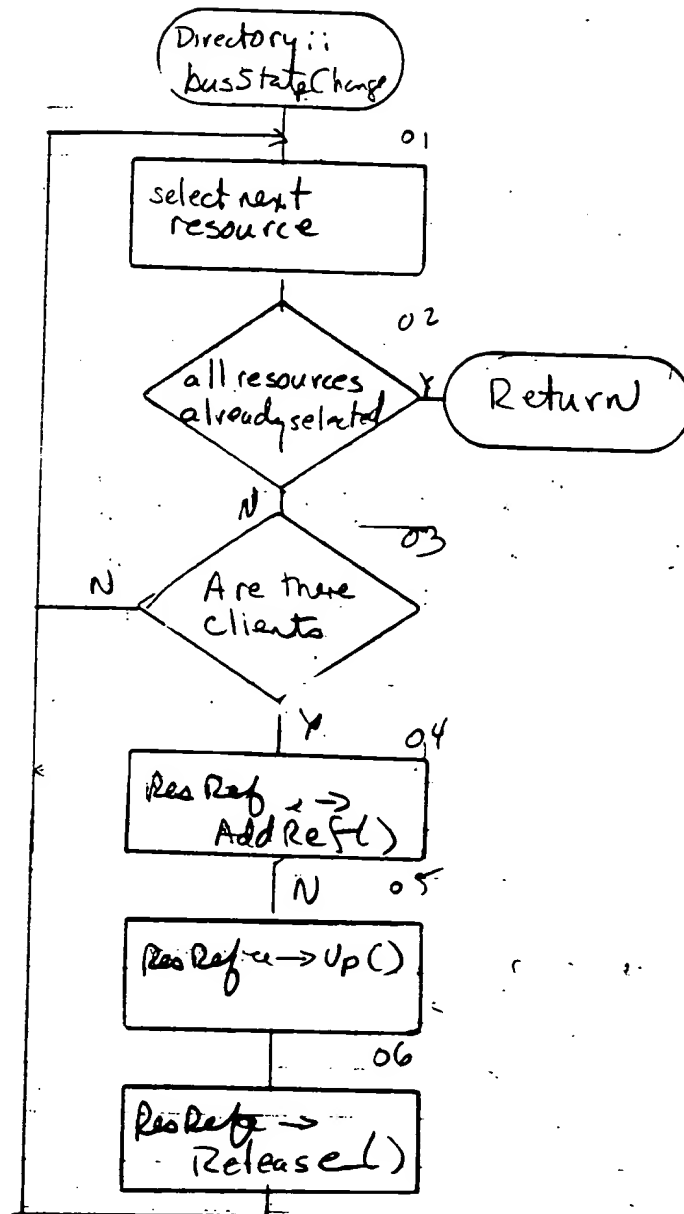 Directory::
busStateChange
01
select next
resource
02
all resources
already selected
Y
Return
N
03
Are there
clients
N
Y
04
ResRef →
AddRef()
N
05
ResRef → Up()
06
ResRef →
Release()